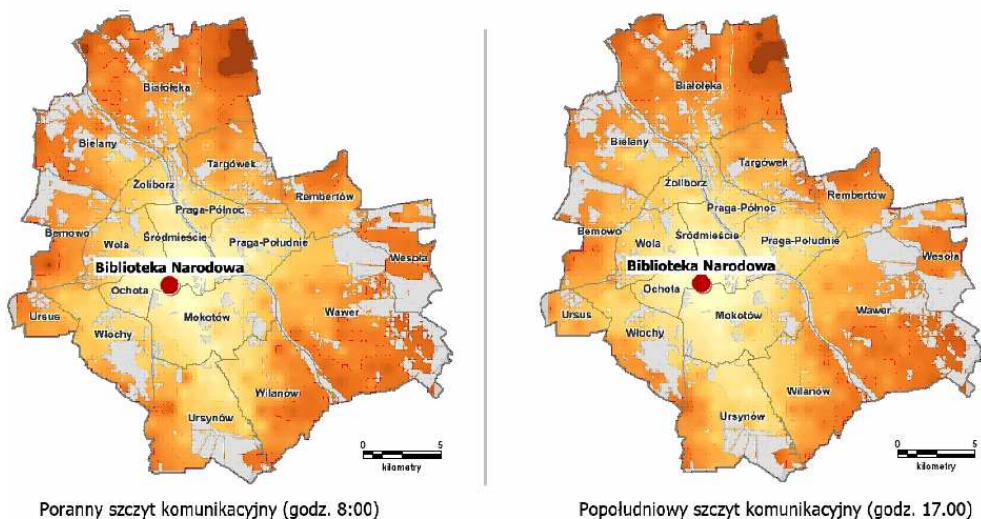 Białołęka
Bielany
Targówek
Żoliborz
Rembertów
Praga-Północ
Bemowo
Wola
Śródmieście
Praga-Południe
Wesoła
Biblioteka Narodowa
Ochota
Ursus
Włochy
Mokotów
Wawer
Wilanów
Ursynów
0 5
kilometry
Poranny szczyt komunikacyjny (godz. 8:00)
Białołęka
Bielany
Targówek
Żoliborz
Rembertów
Praga-Północ
Bemowo
Wola
Śródmieście
Praga-Południe
Wesoła
Biblioteka Narodowa
Ochota
Ursus
Włochy
Mokotów
Wawer
Wilanów
Ursynów
0 5
kilometry
Popołudniowy szczyt komunikacyjny (godz. 17.00)